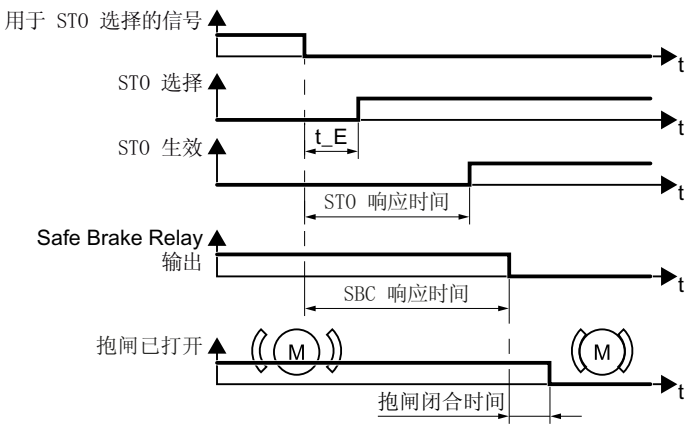 用于 STO 选择的信号
t
STO 选择
t
t_E
STO 生效
t
STO 响应时间
Safe Brake Relay
输出
t
SBC 响应时间
抱闸已打开
M
M
t
抱闸闭合时间